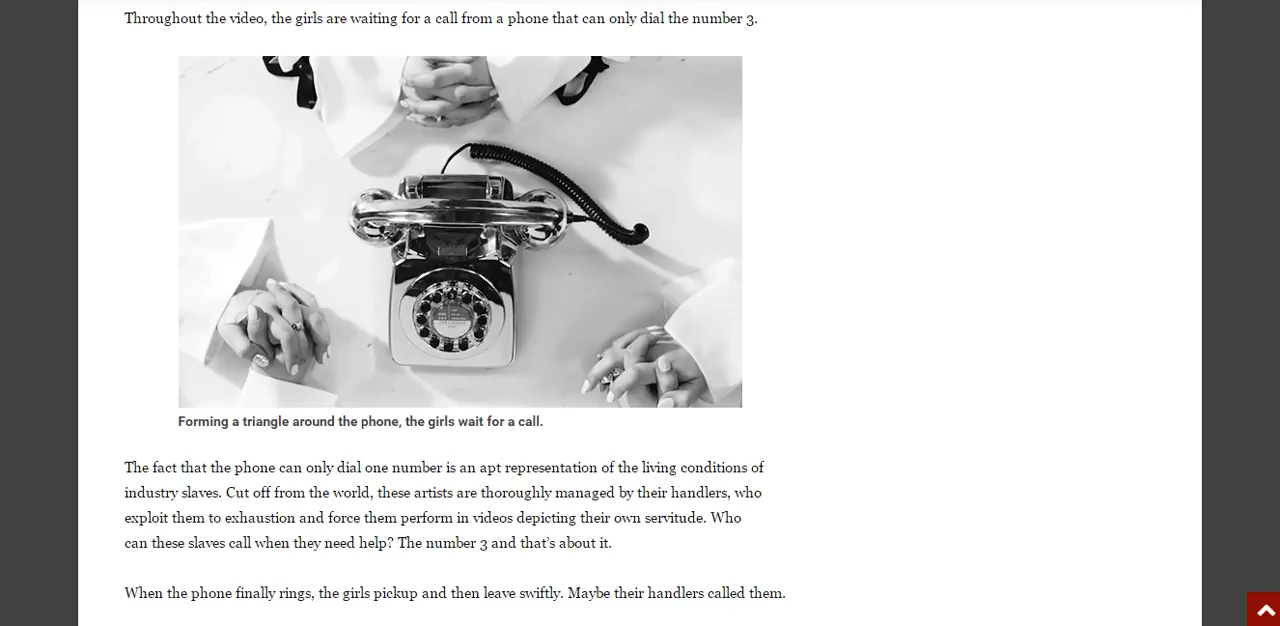 Throughout the video, the girls are waiting for a call from a phone that can only dial the number 3.
Forming a triangle around the phone, the girls wait for a call.
The fact that the phone can only dial one number is an apt representation of the living conditions of
industry slaves. Cut off from the world, these artists are thoroughly managed by their handlers, who
exploit them to exhaustion and force them perform in videos depicting their own servitude. Who
can these slaves call when they need help? The number 3 and that’s about it.
When the phone finally rings, the girls pickup and then leave swiftly. Maybe their handlers called them.